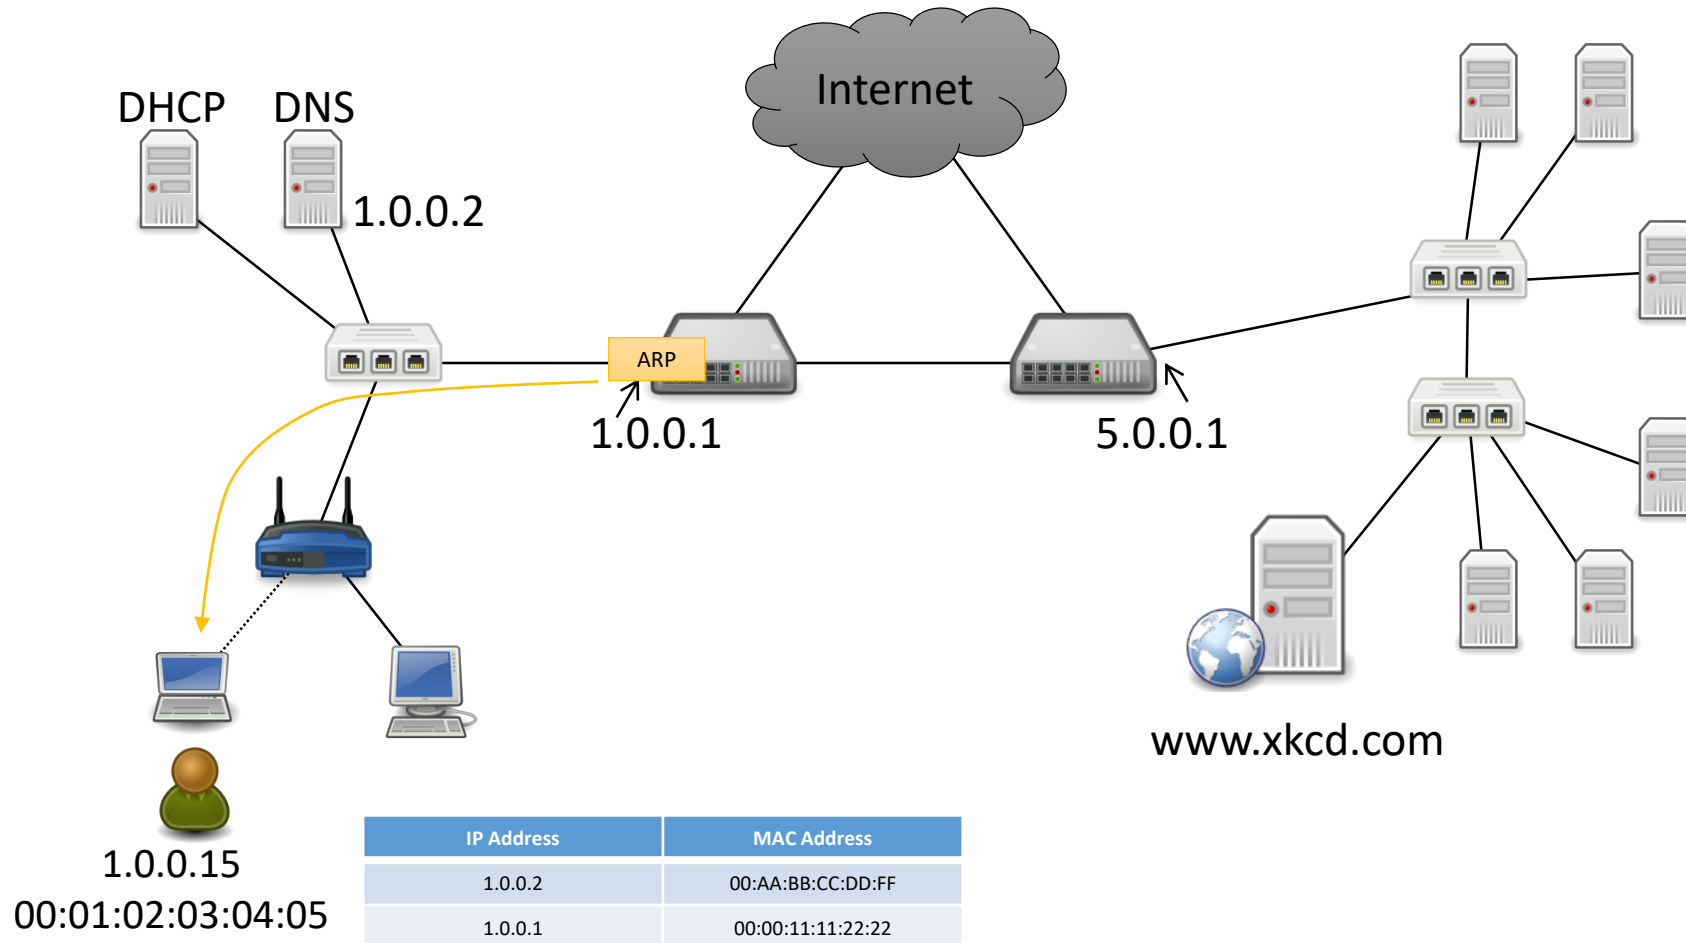 Internet
DHCP DNS
1.0.0.2
ARP
1.0.0.1
5.0.0.1
www.xkcd.com
1.0.0.15
00:01:02:03:04:05
IP Address MAC Address
1.0.0.2 00:AA:BB:CC:DD:FF
1.0.0.1 00:00:11:11:22:22